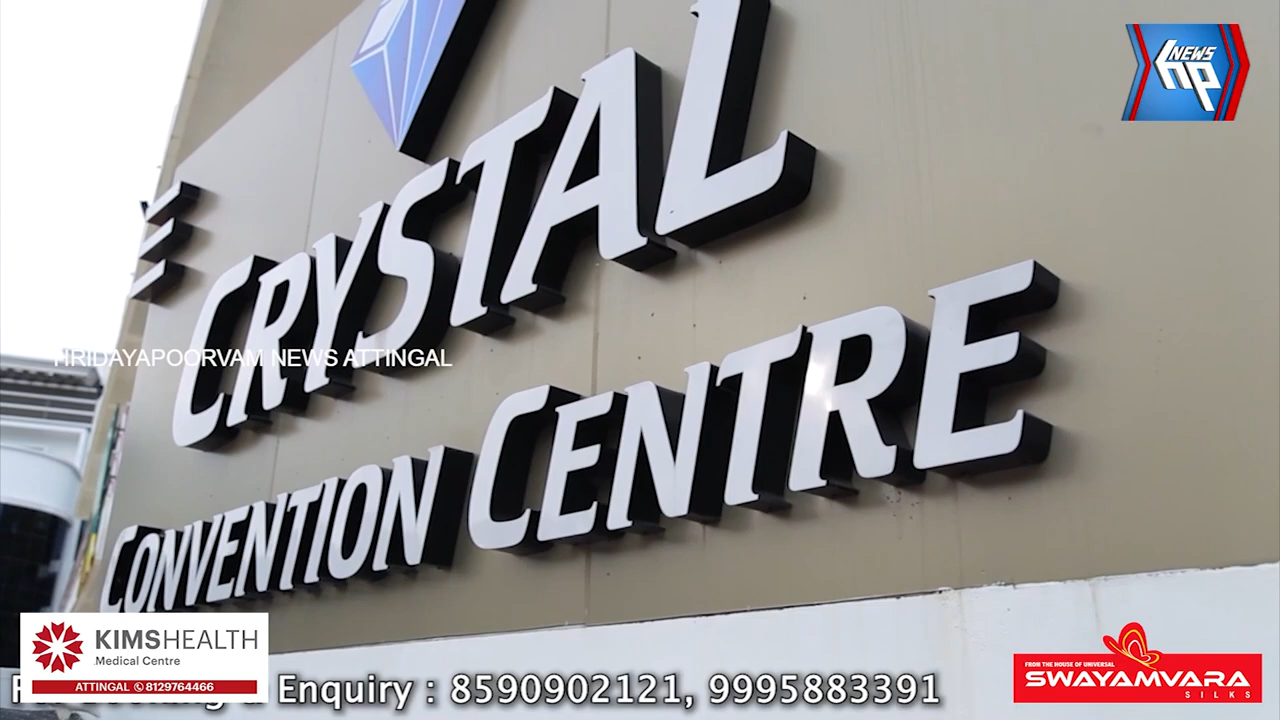 NEWS
hp
E CRYSTAL
CONVENTION CENTRE
HRIDAYAPOORVAM NEWS ATTINGAL
KIMSHEALTH
Medical Centre
ATTINGAL 8129764466
Enquiry : 8590902121, 9995883391
FROM THE HOUSE OF UNIVERSAL
SWAYAMVARA
SILKS